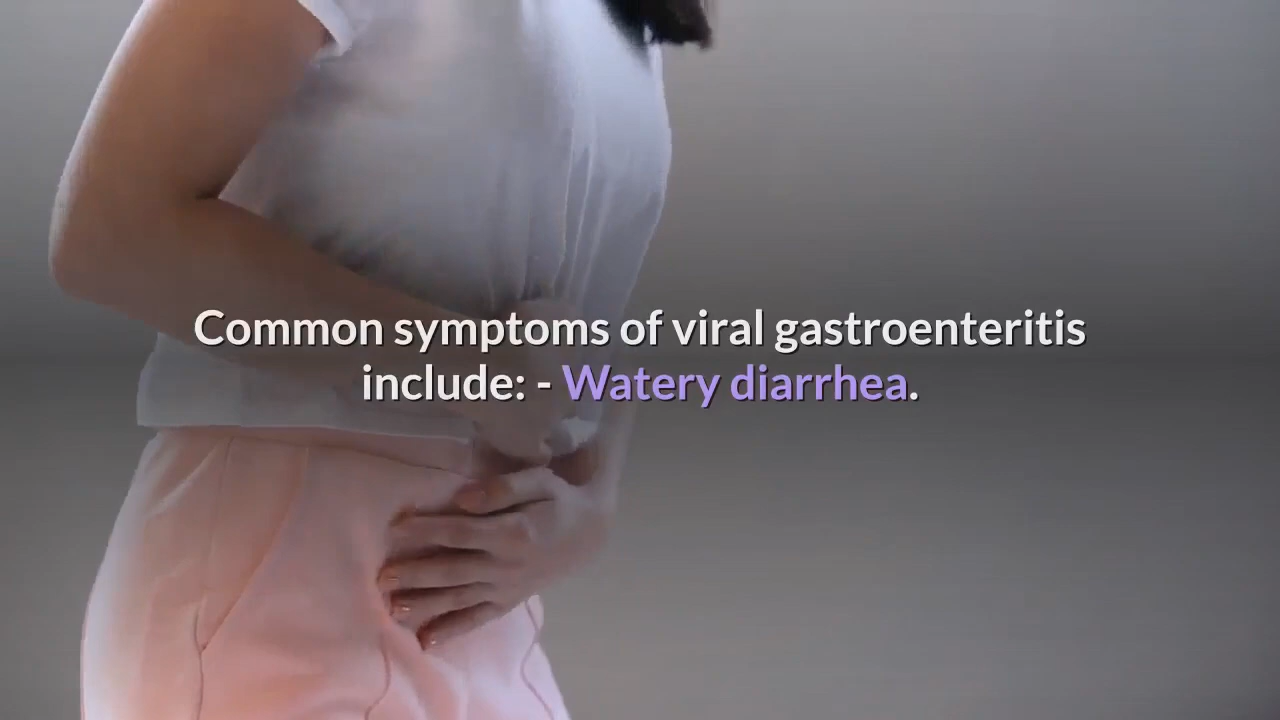 Common symptoms of viral gastroenteritis
include: - Watery diarrhea.